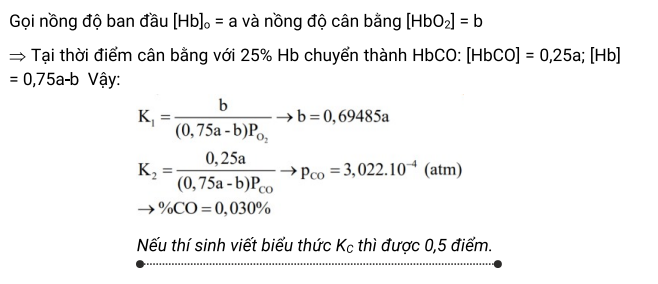 Gọi nồng độ ban đầu [Hb]ₒ = a và nồng độ cân bằng [HbO₂] = b
⇒ Tại thời điểm cân bằng với 25% Hb chuyển thành HbCO: [HbCO] = 0,25a; [Hb]
= 0,75a-b Vậy:
K₁ = b / ((0,75a - b)P_O₂) → b = 0,69485a
K₂ = 0,25a / ((0,75a - b)P_CO) → p_CO = 3,022.10⁻⁴ (atm)
→ %CO = 0,030%
Nếu thí sinh viết biểu thức K_C thì được 0,5 điểm.